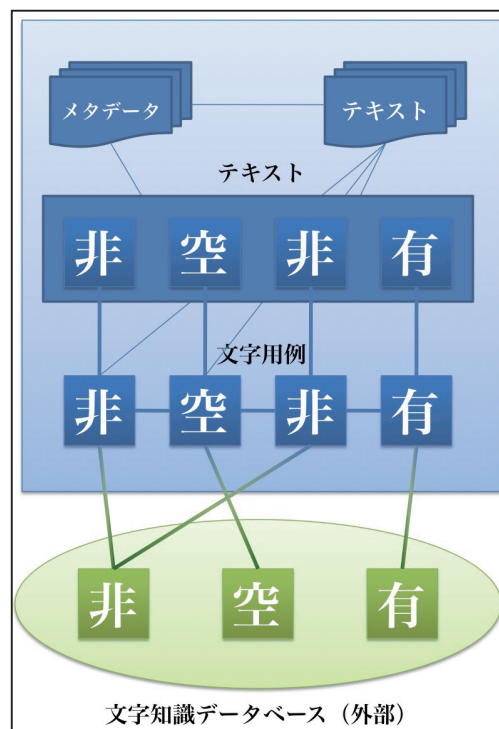 メタデータ テキスト
テキスト
非 空 非 有
文字用例
非 空 非 有
非 空 有
文字知識データベース（外部）